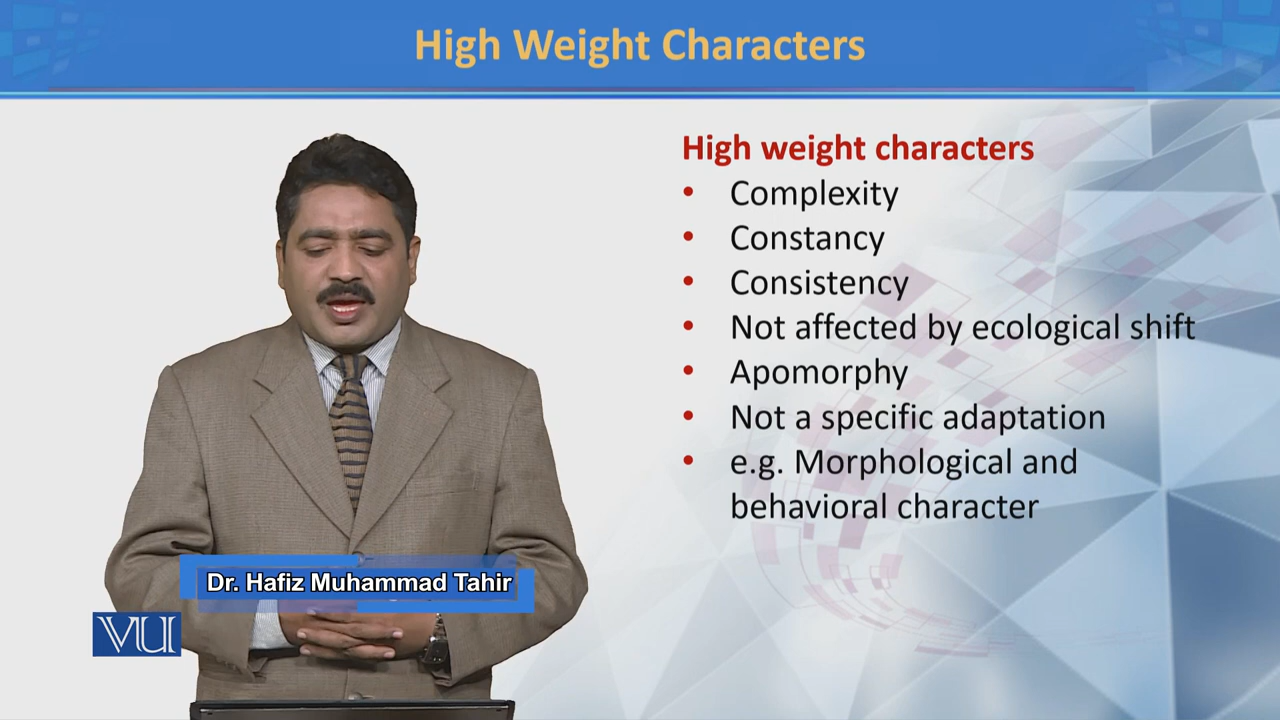 High Weight Characters
High weight characters
• Complexity
• Constancy
• Consistency
• Not affected by ecological shift
• Apomorphy
• Not a specific adaptation
• e.g. Morphological and
behavioral character
Dr. Hafiz Muhammad Tahir
VU